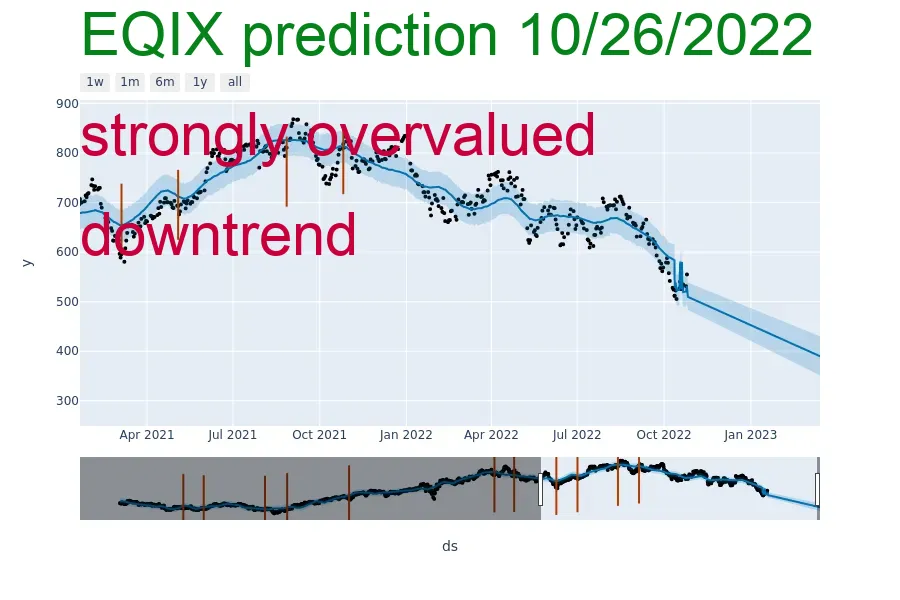 EQIX prediction 10/26/2022
1w 1m 6m 1y all
900
strongly overvalued
800
700
downtrend
600
y
500
400
300
Apr 2021 Jul 2021 Oct 2021 Jan 2022 Apr 2022 Jul 2022 Oct 2022 Jan 2023
ds